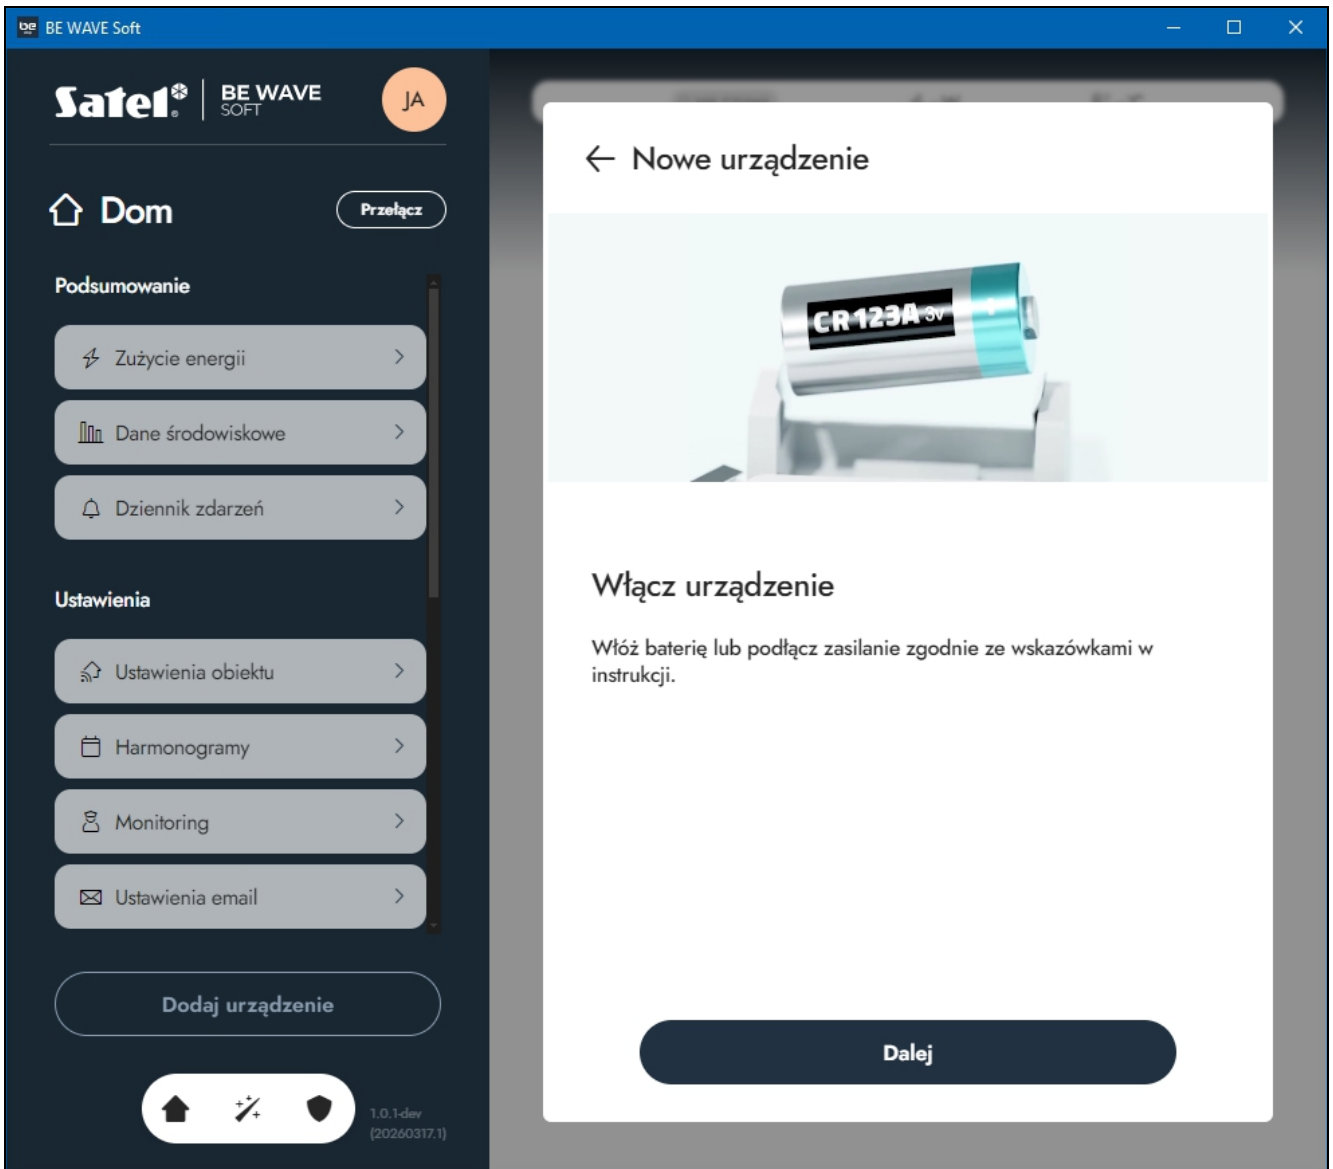 BE WAVE Soft
Satel® BE WAVE
SOFT
JA
Dom
Przełącz
Podsumowanie
Zużycie energii
Dane środowiskowe
Dziennik zdarzeń
Ustawienia
Ustawienia obiektu
Harmonogramy
Monitoring
Ustawienia email
Dodaj urządzenie
1.0.1-dev
(20260317.1)
Nowe urządzenie
CR123A 3v
Włącz urządzenie
Włóż baterię lub podłącz zasilanie zgodnie ze wskazówkami w
instrukcji.
Dalej